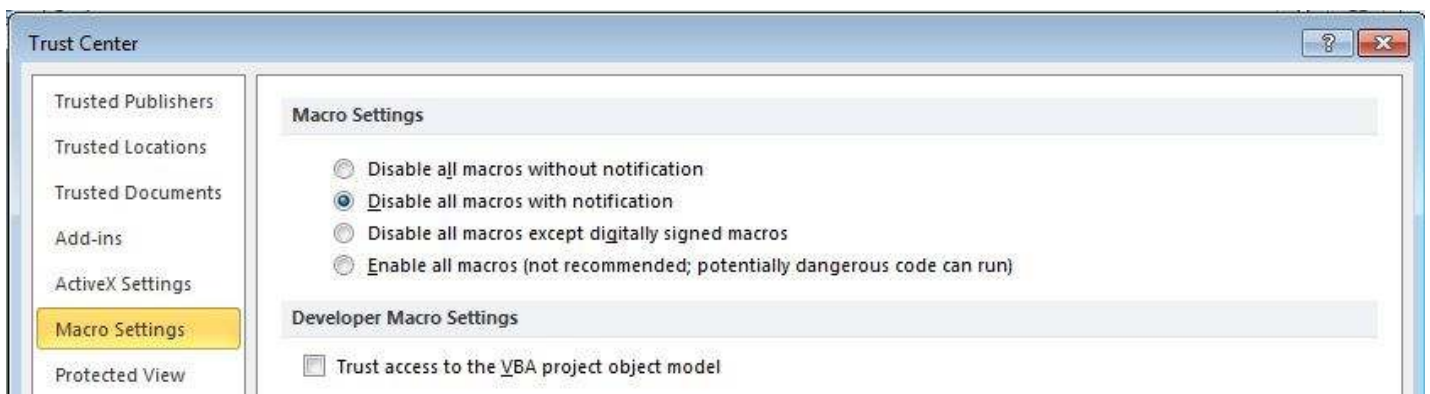 Trust Center
Trusted Publishers
Trusted Locations
Trusted Documents
Add-ins
ActiveX Settings
Macro Settings
Protected View
Macro Settings
Disable all macros without notification
Disable all macros with notification
Disable all macros except digitally signed macros
Enable all macros (not recommended; potentially dangerous code can run)
Developer Macro Settings
Trust access to the VBA project object model